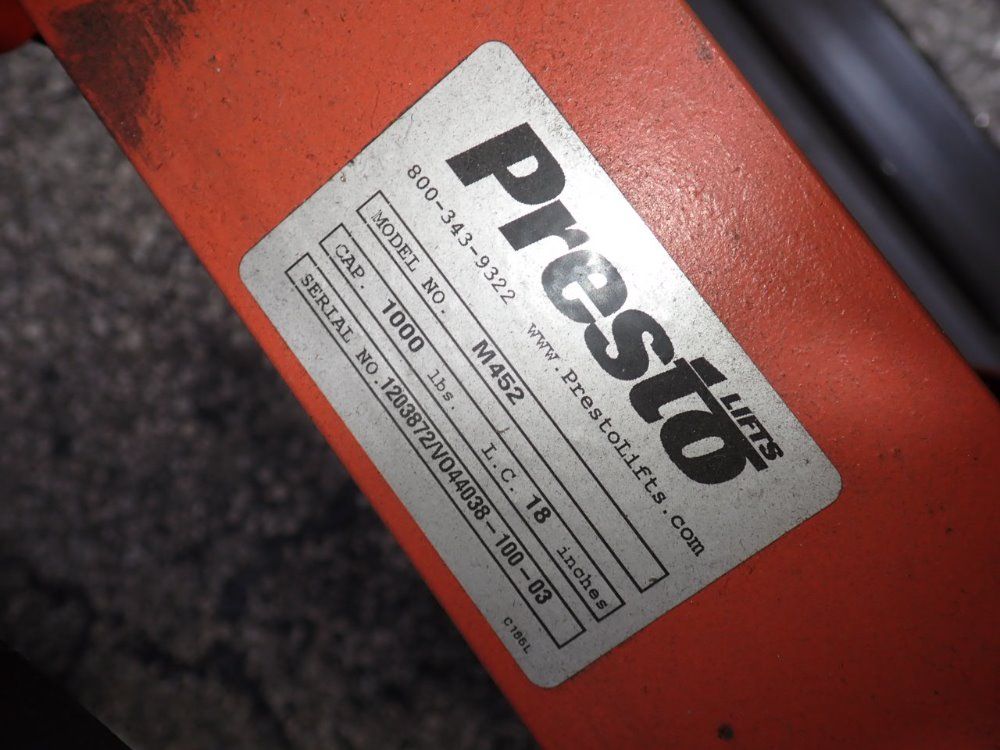 Presto
LIFTS
800-343-9322 www.PrestoLifts.com
MODEL NO. M452
CAP. 1000 lbs. L.C. 18 inches
SERIAL NO. 1203872/VO44038-100-03
C186L